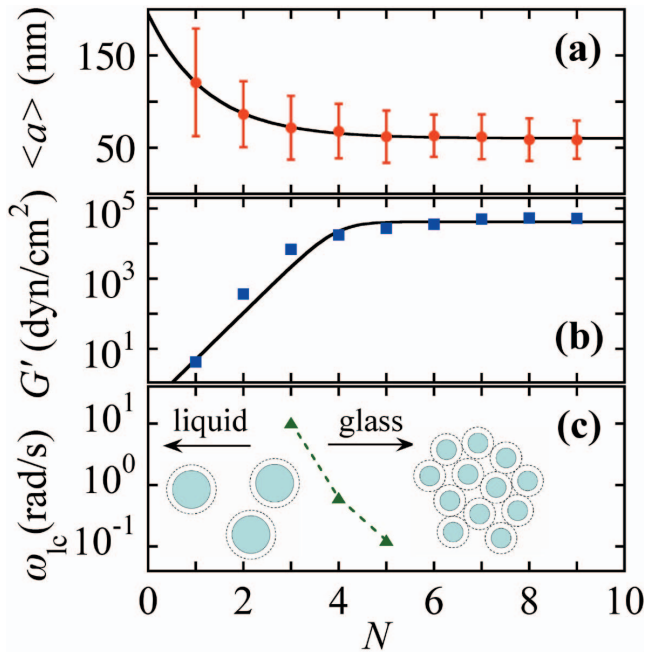 150
50
<a> (nm)
(a)
10^5
10^3
10^1
G' (dyn/cm^2)
(b)
10^1
10^0
10^-1
ω_lc(rad/s)
liquid
glass
(c)
0 2 4 6 8 10
N